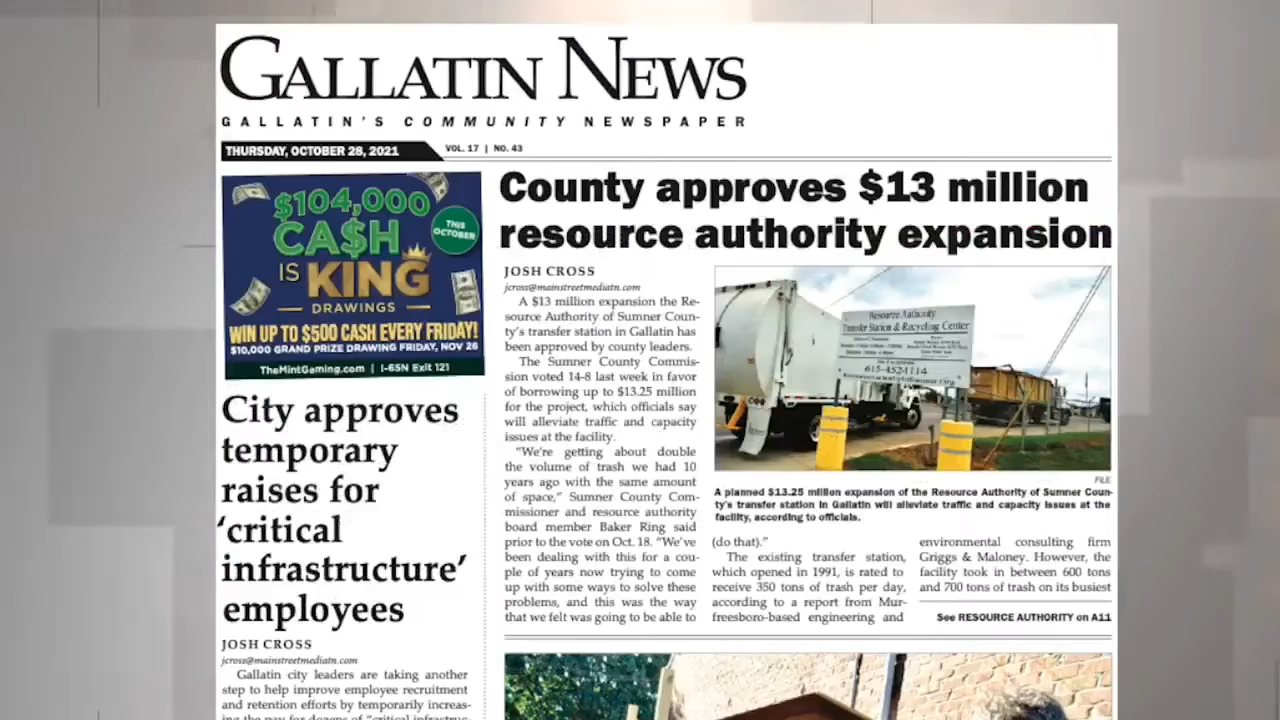 GALLATIN NEWS
GALLATIN'S COMMUNITY NEWSPAPER
THURSDAY, OCTOBER 28, 2021
VOL. 17 | NO. 43
$104,000
CA$H
IS KING
DRAWINGS
THIS
OCTOBER
WIN UP TO $500 CASH EVERY FRIDAY!
$10,000 GRAND PRIZE DRAWING FRIDAY, NOV 26
TheMintGaming.com | I-65N Exit 121
City approves
temporary
raises for
‘critical
infrastructure’
employees
JOSH CROSS
jcross@mainstreetmediatn.com
Gallatin city leaders are taking another
step to help improve employee recruitment
and retention efforts by temporarily increas-
ing the pay for dozens of "critical infrastruc-
County approves $13 million
resource authority expansion
JOSH CROSS
jcross@mainstreetmediatn.com
A $13 million expansion the Re-
source Authority of Sumner Coun-
ty's transfer station in Gallatin has
been approved by county leaders.
The Sumner County Commis-
sion voted 14-8 last week in favor
of borrowing up to $13.25 million
for the project, which officials say
will alleviate traffic and capacity
issues at the facility.
"We're getting about double
the volume of trash we had 10
years ago with the same amount
of space," Sumner County Com-
missioner and resource authority
board member Baker Ring said
prior to the vote on Oct. 18. "We've
been dealing with this for a cou-
ple of years now trying to come
up with some ways to solve these
problems, and this was the way
that we felt was going to be able to
Resource Authority
Transfer Station & Recycling Center
615-452-1114
FILE
A planned $13.25 million expansion of the Resource Authority of Sumner Coun-
ty's transfer station in Gallatin will alleviate traffic and capacity issues at the
facility, according to officials.
(do that)."
The existing transfer station,
which opened in 1991, is rated to
receive 350 tons of trash per day,
according to a report from Mur-
freesboro-based engineering and
environmental consulting firm
Griggs & Maloney. However, the
facility took in between 600 tons
and 700 tons of trash on its busiest
See RESOURCE AUTHORITY on A11